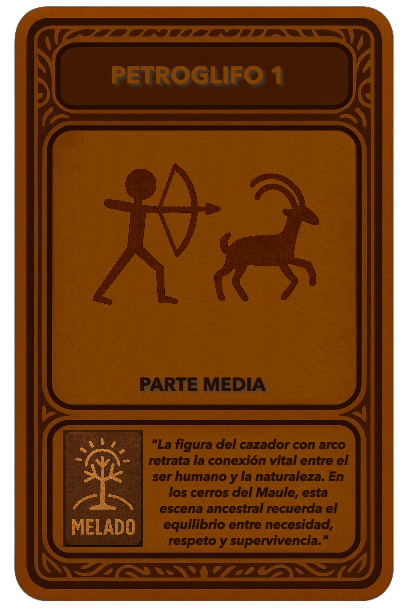 PETROGLIFO 1
PARTE MEDIA
MELADO
"La figura del cazador con arco
retrata la conexión vital entre el
ser humano y la naturaleza. En
los cerros del Maule, esta
escena ancestral recuerda el
equilibrio entre necesidad,
respeto y supervivencia."